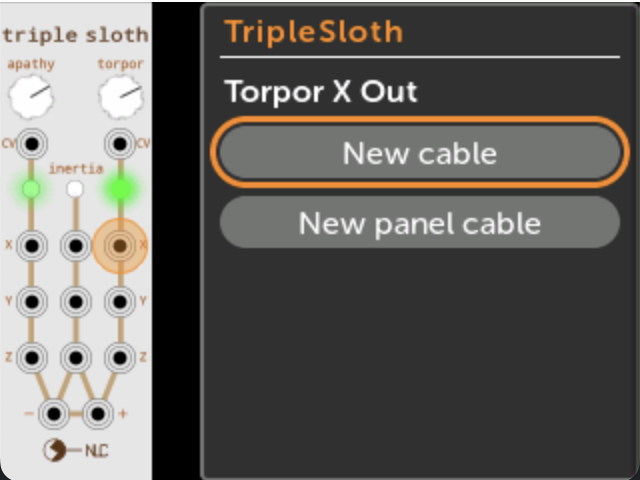 triple sloth
apathy torpor
CV CV
inertia
X X
Y Y
Z Z
− +
NLC
TripleSloth
Torpor X Out
New cable
New panel cable